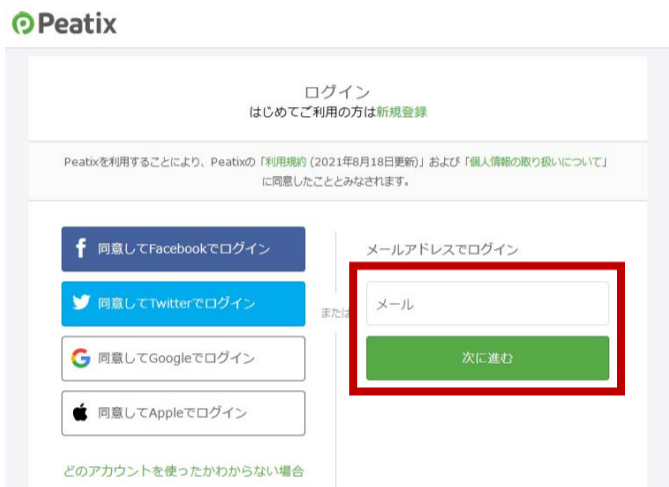 Peatix
ログイン
はじめてご利用の方は新規登録
Peatixを利用することにより、Peatixの「利用規約 (2021年8月18日更新)」および「個人情報の取り扱いについて」
に同意したこととみなされます。
同意してFacebookでログイン
同意してTwitterでログイン
同意してGoogleでログイン
同意してAppleでログイン
どのアカウントを使ったかわからない場合
または
メールアドレスでログイン
メール
次に進む